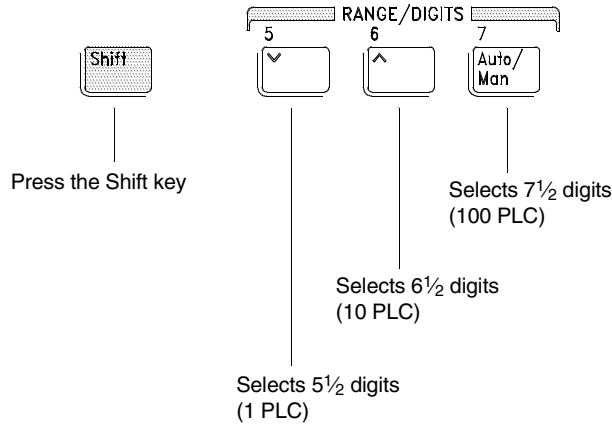 RANGE/DIGITS
5 6 7
Shift
Auto/
Man
Press the Shift key
Selects 7½ digits
(100 PLC)
Selects 6½ digits
(10 PLC)
Selects 5½ digits
(1 PLC)